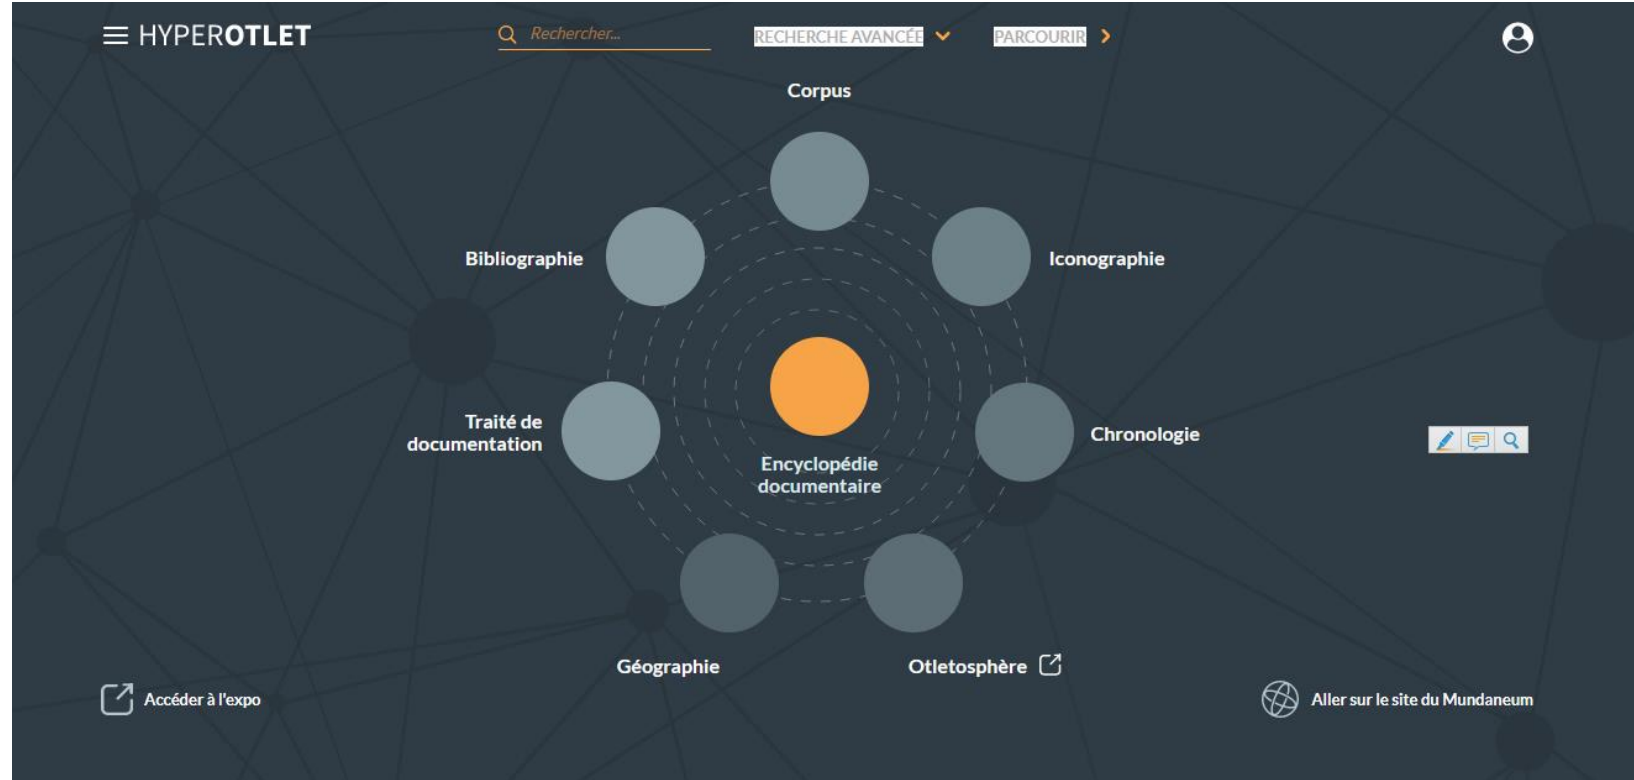 HYPEROTLET
Rechercher...
RECHERCHE AVANCÉE
PARCOURIR
Corpus
Bibliographie
Iconographie
Traité de
documentation
Chronologie
Encyclopédie
documentaire
Géographie
Otletosphère
Accéder à l'expo
Aller sur le site du Mundaneum